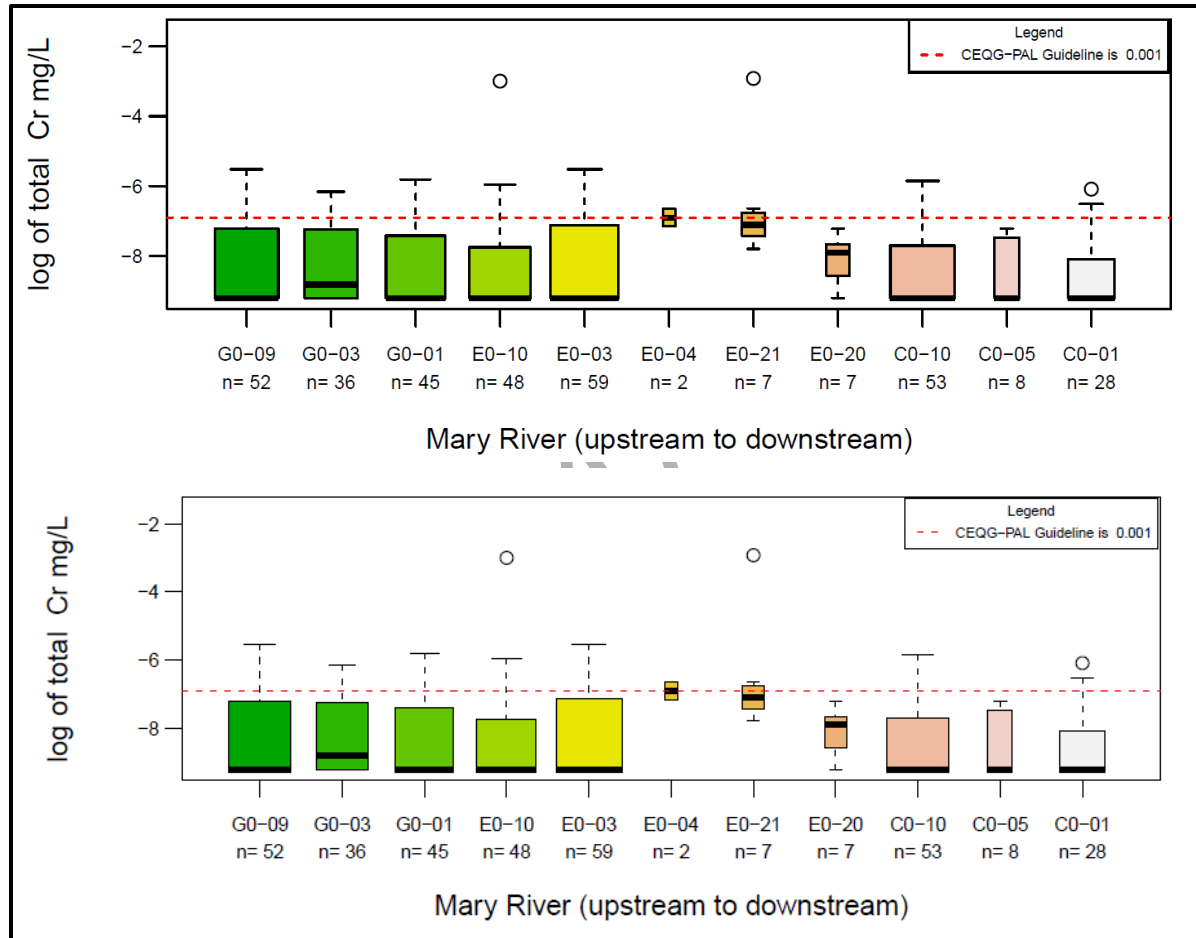 Legend
CEQG-PAL Guideline is 0.001
log of total Cr mg/L
-2
-4
-6
-8
G0-09 G0-03 G0-01 E0-10 E0-03 E0-04 E0-21 E0-20 C0-10 C0-05 C0-01
n= 52 n= 36 n= 45 n= 48 n= 59 n= 2 n= 7 n= 7 n= 53 n= 8 n= 28
Mary River (upstream to downstream)
Legend
CEQG-PAL Guideline is 0.001
log of total Cr mg/L
-2
-4
-6
-8
G0-09 G0-03 G0-01 E0-10 E0-03 E0-04 E0-21 E0-20 C0-10 C0-05 C0-01
n= 52 n= 36 n= 45 n= 48 n= 59 n= 2 n= 7 n= 7 n= 53 n= 8 n= 28
Mary River (upstream to downstream)